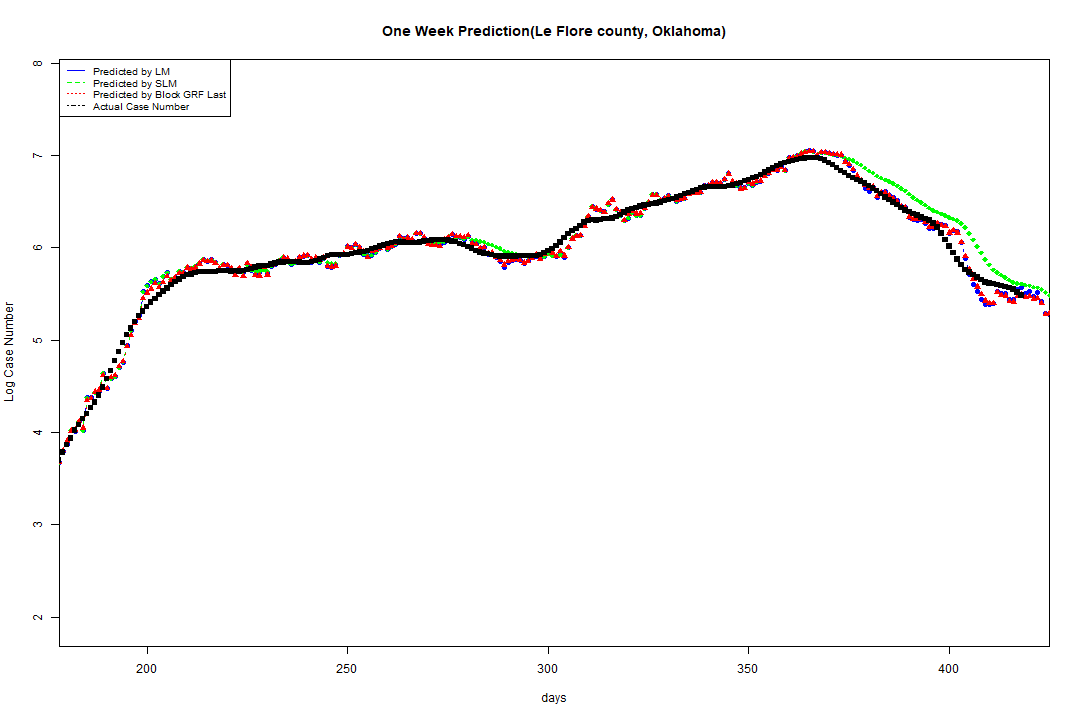 One Week Prediction(Le Flore county, Oklahoma)
Predicted by LM
Predicted by SLM
Predicted by Block GRF Last
Actual Case Number
8
7
6
5
4
3
2
Log Case Number
200 250 300 350 400
days